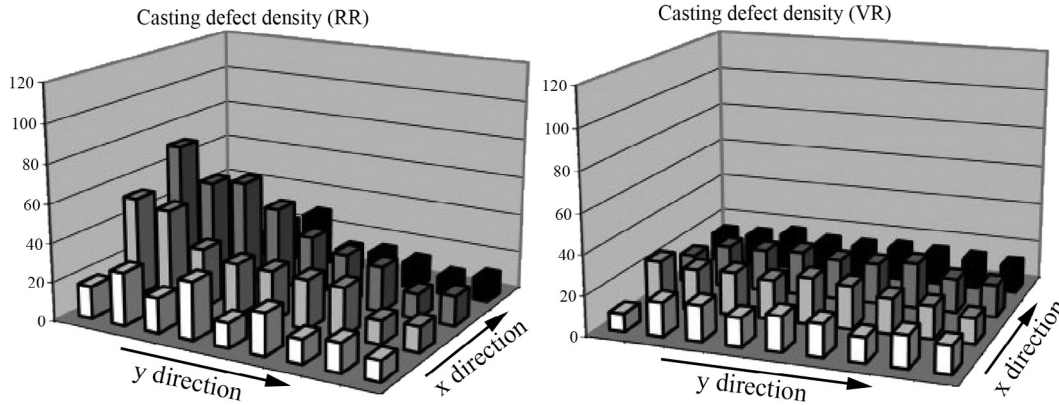 Casting defect density (RR)
120
100
80
60
40
20
0
y direction
x direction
Casting defect density (VR)
120
100
80
60
40
20
0
y direction
x direction